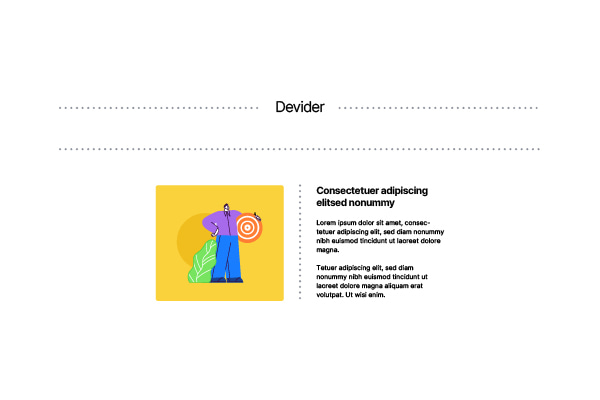 Devider
Consectetuer adipiscing
elitsed nonummy
Lorem ipsum dolor sit amet, consec-
tetuer adipiscing elit, sed diam nonummy
nibh euismod tincidunt ut laoreet dolore
magna.
Tetuer adipiscing elit, sed diam
nonummy nibh euismod tincidunt ut
laoreet dolore magna aliquam erat
volutpat. Ut wisi enim.